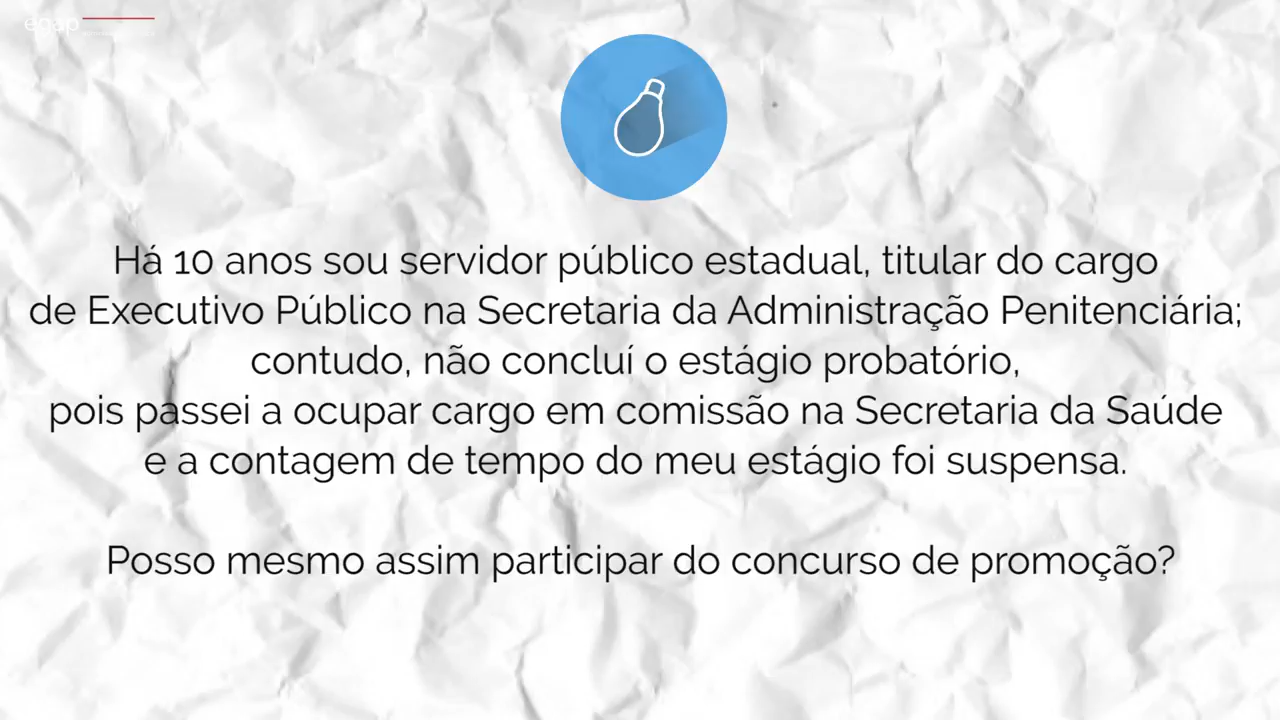 egap
Há 10 anos sou servidor público estadual, titular do cargo
de Executivo Público na Secretaria da Administração Penitenciária;
contudo, não concluí o estágio probatório,
pois passei a ocupar cargo em comissão na Secretaria da Saúde
e a contagem de tempo do meu estágio foi suspensa.
Posso mesmo assim participar do concurso de promoção?